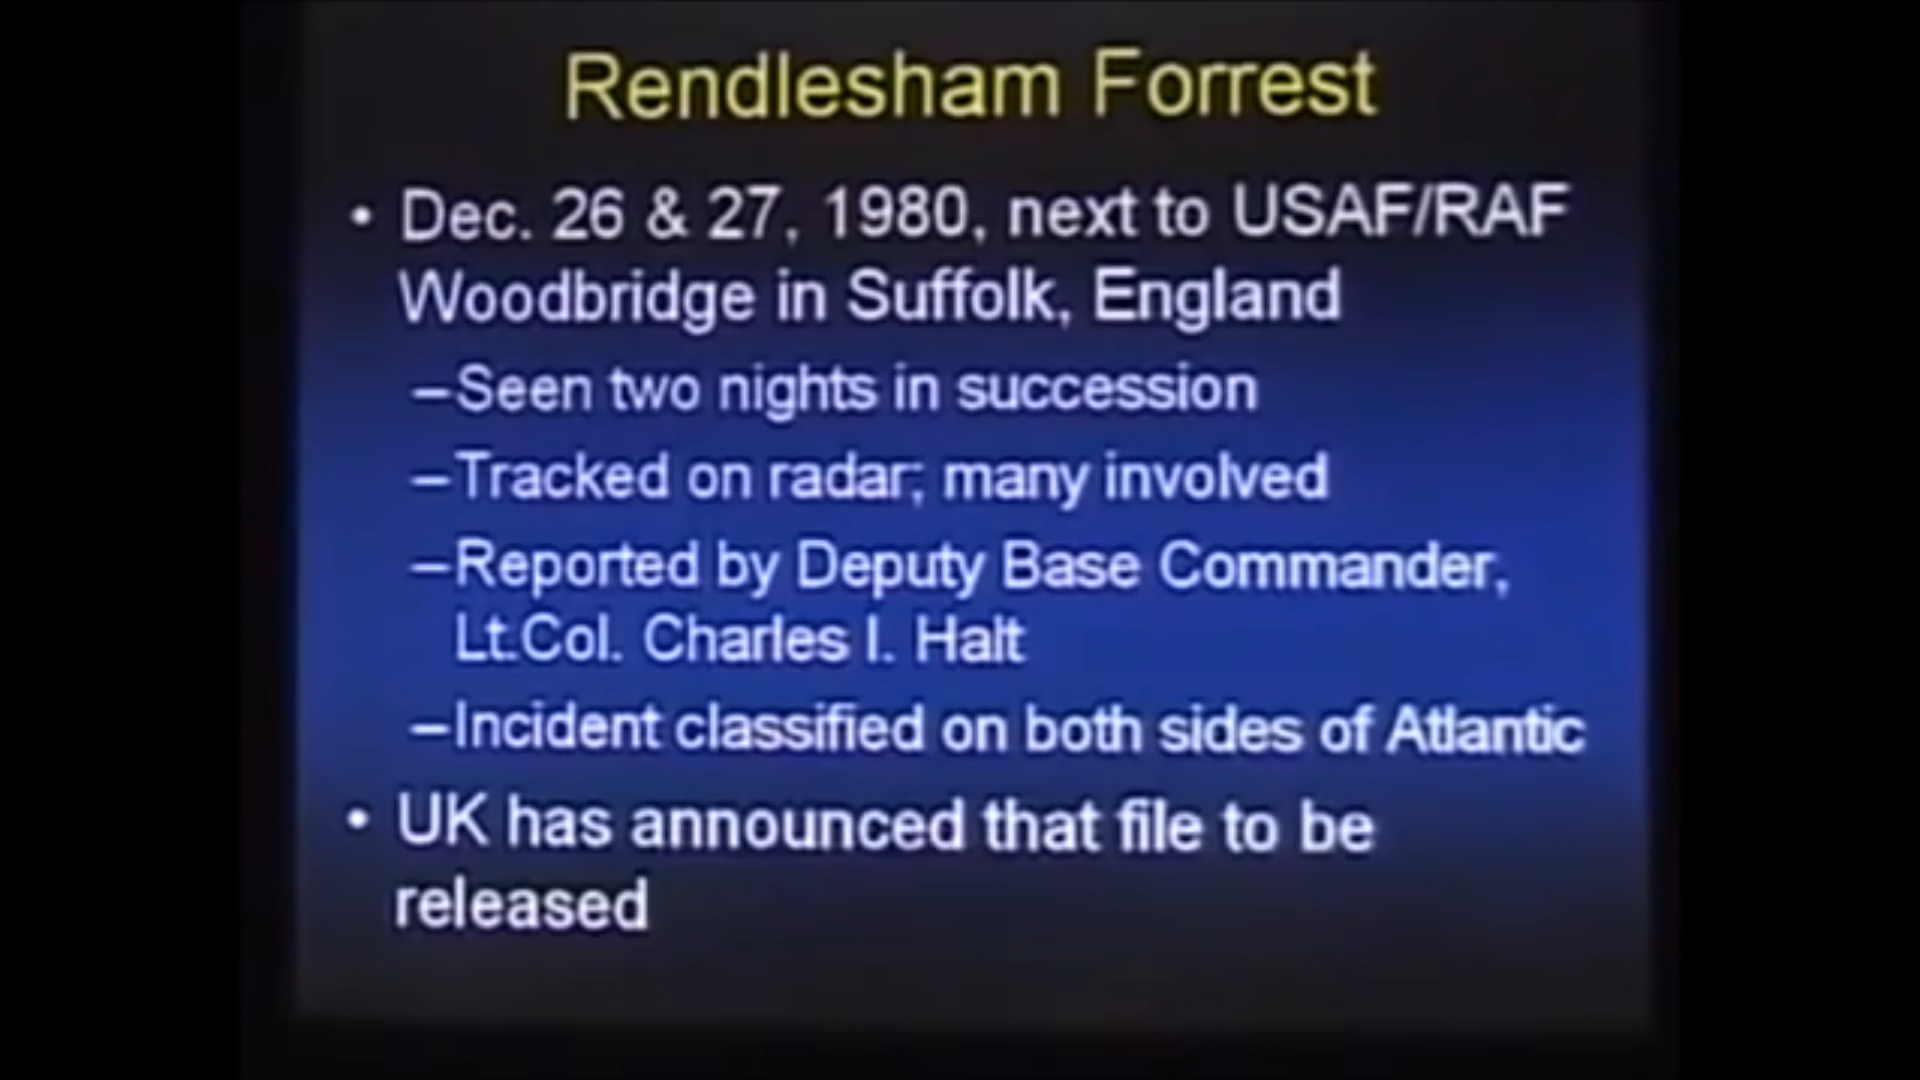 Rendlesham Forrest
• Dec. 26 & 27, 1980, next to USAF/RAF
Woodbridge in Suffolk, England
–Seen two nights in succession
–Tracked on radar; many involved
–Reported by Deputy Base Commander,
Lt.Col. Charles I. Halt
–Incident classified on both sides of Atlantic
• UK has announced that file to be
released